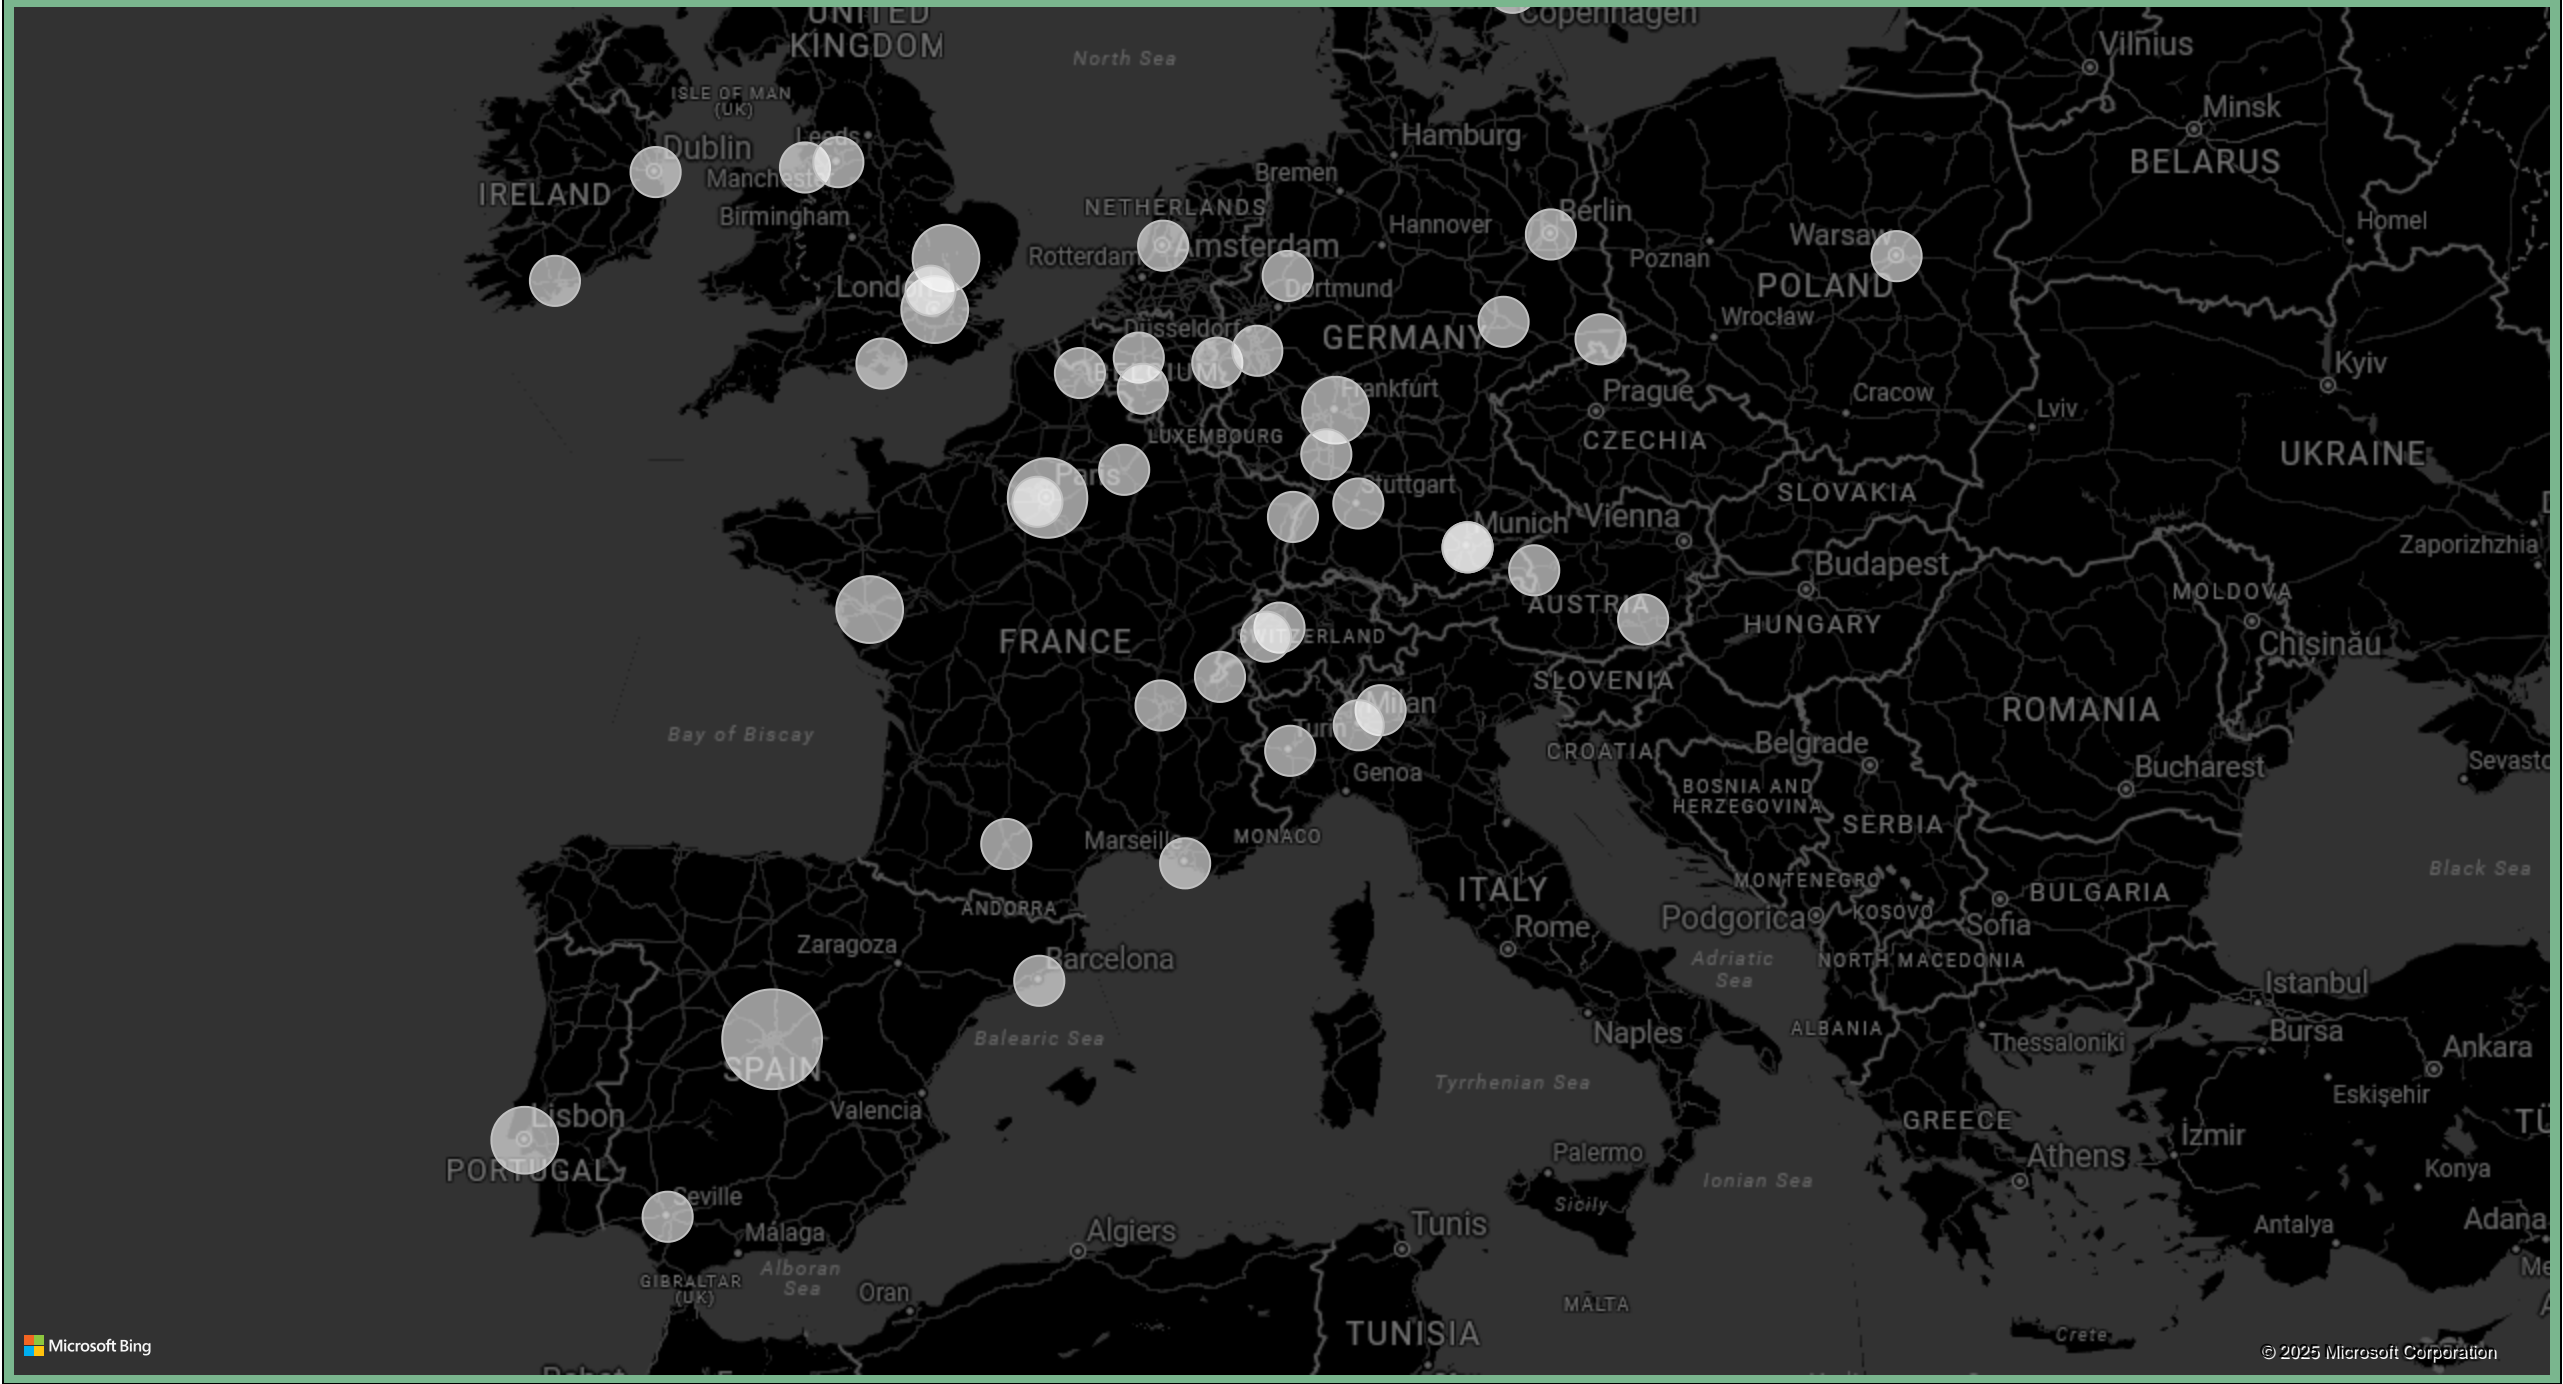 UNITED
KINGDOM
North Sea
Copenhagen
Vilnius
ISLE OF MAN
(UK)
Leeds
Minsk
Dublin
Hamburg
BELARUS
Manchester
Bremen
IRELAND
NETHERLANDS
Birmingham
Berlin
Hannover
Homel
Rotterdam
Amsterdam
Warsaw
Poznan
London
Dortmund
POLAND
Düsseldorf
GERMANY
Wrocław
BELGIUM
Kyiv
Frankfurt
Prague
Cracow
Lviv
LUXEMBOURG
CZECHIA
UKRAINE
Paris
Stuttgart
SLOVAKIA
Munich
Vienna
Zaporizhzhia
Budapest
MOLDOVA
AUSTRIA
HUNGARY
FRANCE
SWITZERLAND
Chisinău
SLOVENIA
Milan
ROMANIA
Bay of Biscay
Turin
CROATIA
Belgrade
Sevasto
Genoa
Bucharest
BOSNIA AND
HERZEGOVINA
Marseille
MONACO
SERBIA
Black Sea
MONTENEGRO
ITALY
BULGARIA
ANDORRA
KOSOVO
Podgorica
Sofia
Rome
Zaragoza
Barcelona
Adriatic
Sea
NORTH MACEDONIA
Istanbul
Balearic Sea
Naples
ALBANIA
Thessaloniki
Bursa
Ankara
SPAIN
Tyrrhenian Sea
Eskişehir
Lisbon
Valencia
GREECE
İzmir
TÜ
PORTUGAL
Palermo
Ionian Sea
Athens
Konya
Seville
Sicily
Málaga
Algiers
Tunis
Antalya
Adana
GIBRALTAR
(UK)
Alboran
Sea
Oran
MALTA
Me
TUNISIA
Crete
Microsoft Bing
© 2025 Microsoft Corporation
Rabat